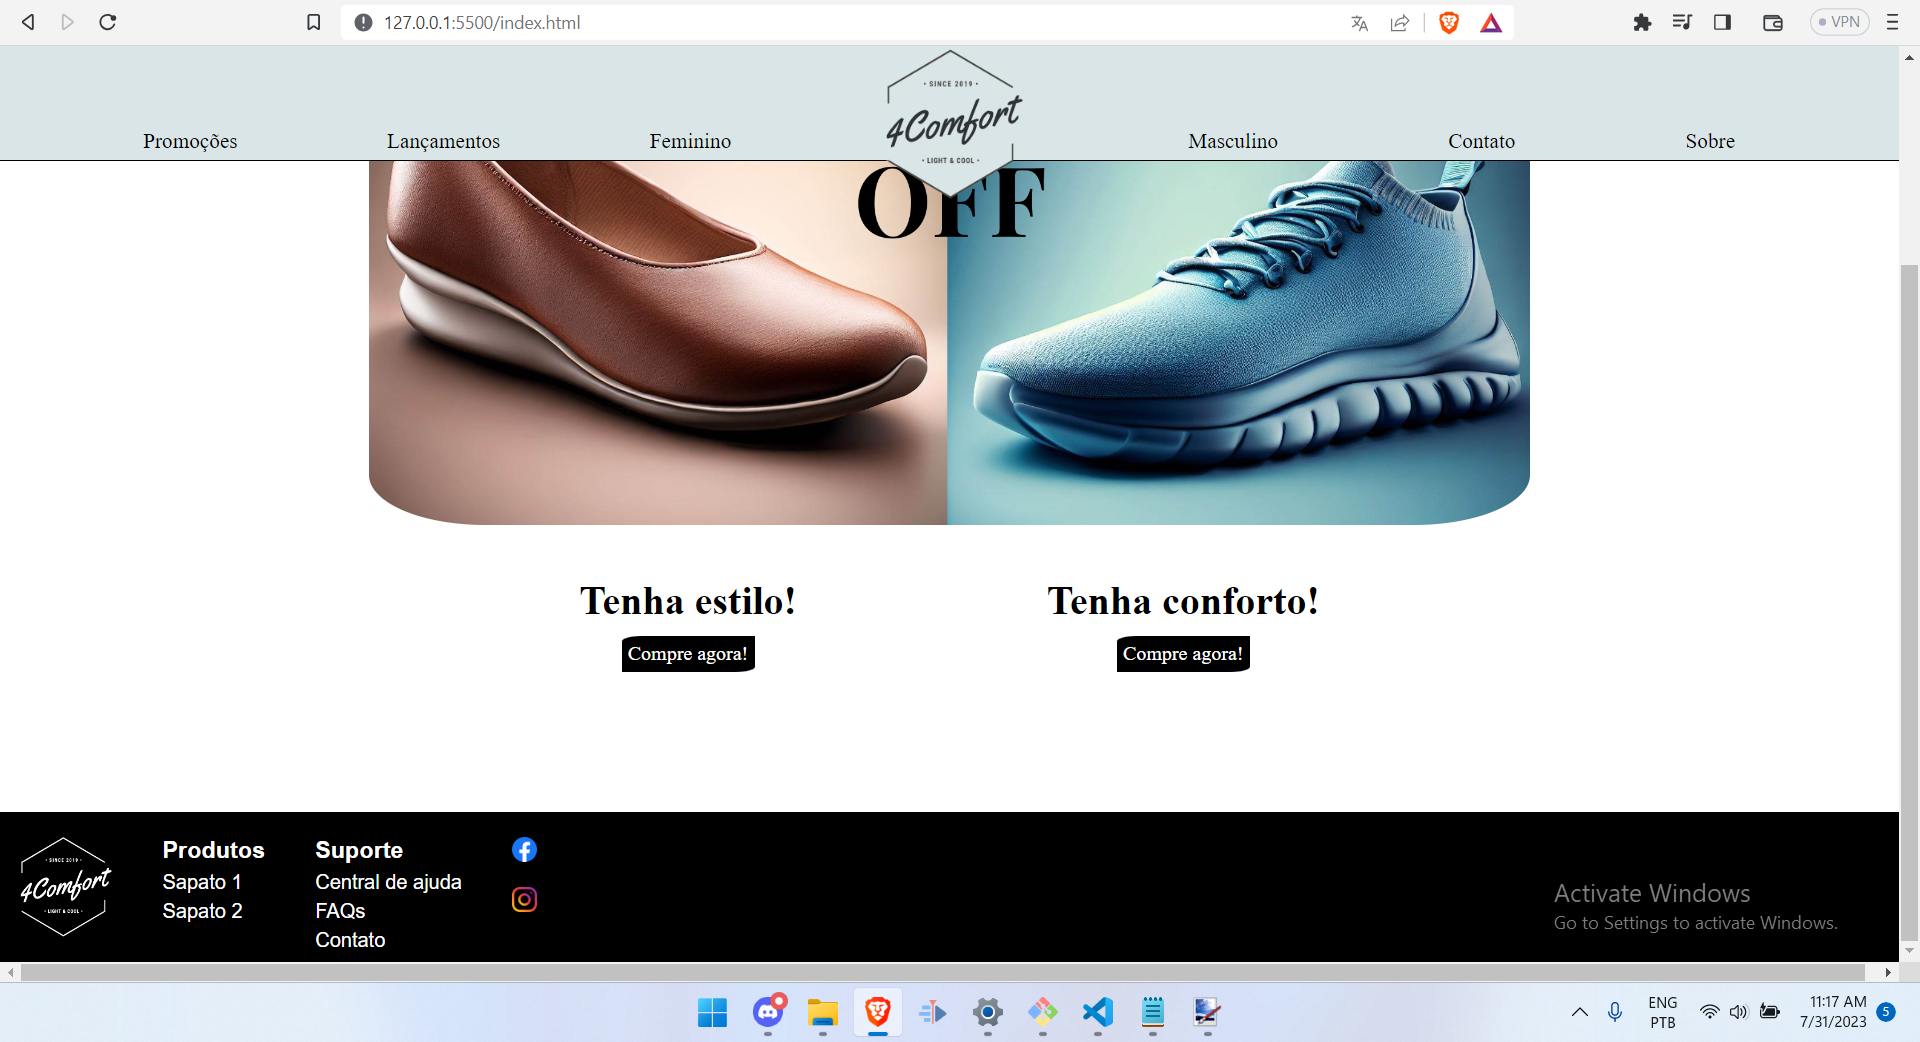 127.0.0.1:5500/index.html
VPN
SINCE 2019
4Comfort
LIGHT & COOL
Promoções
Lançamentos
Feminino
Masculino
Contato
Sobre
OFF
Tenha estilo!
Tenha conforto!
Compre agora!
Compre agora!
SINCE 2019
4Comfort
LIGHT & COOL
Produtos
Sapato 1
Sapato 2
Suporte
Central de ajuda
FAQs
Contato
Activate Windows
Go to Settings to activate Windows.
ENG
PTB
11:17 AM
7/31/2023
5